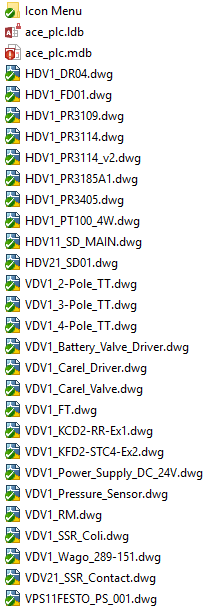 Icon Menu
ace_plc.ldb
ace_plc.mdb
HDV1_DR04.dwg
HDV1_FD01.dwg
HDV1_PR3109.dwg
HDV1_PR3114.dwg
HDV1_PR3114_v2.dwg
HDV1_PR3185A1.dwg
HDV1_PR3405.dwg
HDV1_PT100_4W.dwg
HDV11_SD_MAIN.dwg
HDV21_SD01.dwg
VDV1_2-Pole_TT.dwg
VDV1_3-Pole_TT.dwg
VDV1_4-Pole_TT.dwg
VDV1_Battery_Valve_Driver.dwg
VDV1_Carel_Driver.dwg
VDV1_Carel_Valve.dwg
VDV1_FT.dwg
VDV1_KCD2-RR-Ex1.dwg
VDV1_KFD2-STC4-Ex2.dwg
VDV1_Power_Supply_DC_24V.dwg
VDV1_Pressure_Sensor.dwg
VDV1_RM.dwg
VDV1_SSR_Coli.dwg
VDV1_Wago_289-151.dwg
VDV21_SSR_Contact.dwg
VPS11FESTO_PS_001.dwg